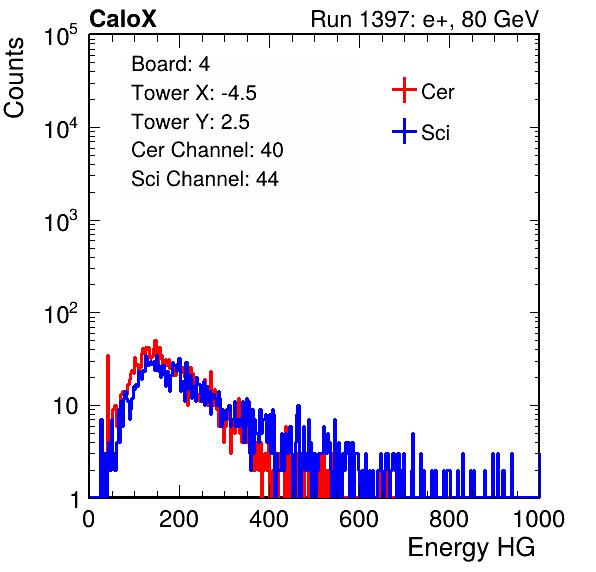 CaloX Run 1397: e+, 80 GeV
Counts
10^5
10^4
10^3
10^2
10
1
Board: 4
Tower X: -4.5
Tower Y: 2.5
Cer Channel: 40
Sci Channel: 44
Cer
Sci
0 200 400 600 800 1000
Energy HG